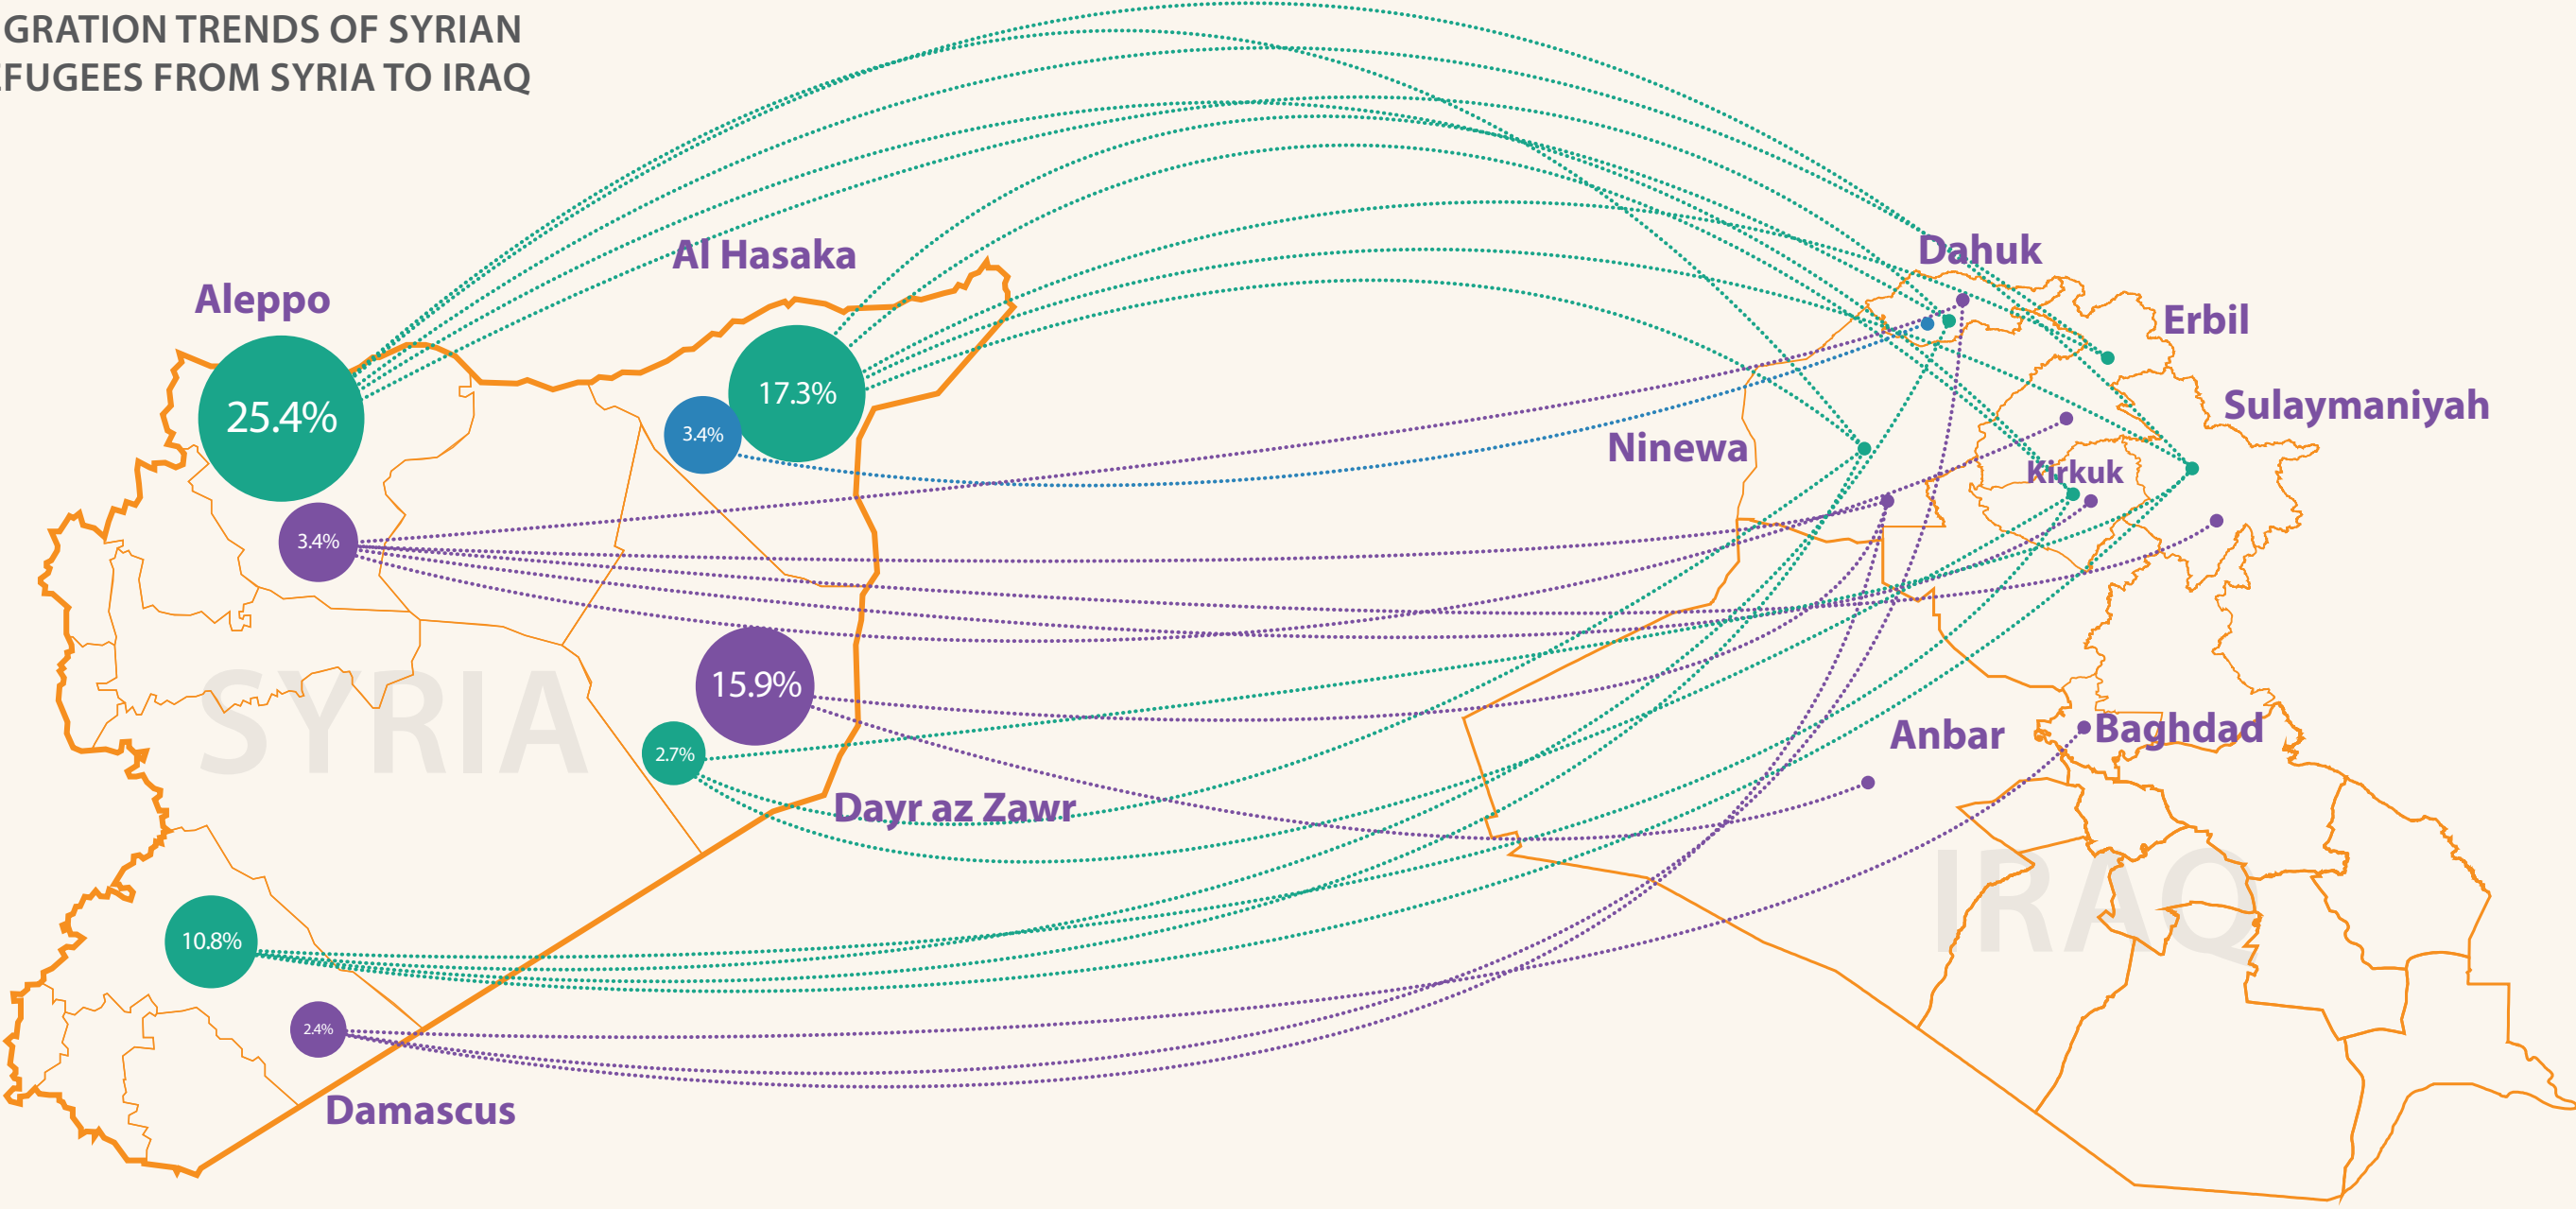 GRATION TRENDS OF SYRIAN
EFUGEES FROM SYRIA TO IRAQ
Al Hasaka
Dahuk
Aleppo
Erbil
25.4%
17.3%
3.4%
Sulaymaniyah
Ninewa
Kirkuk
3.4%
SYRIA
15.9%
2.7%
Anbar
Baghdad
Dayr az Zawr
IRAQ
10.8%
2.4%
Damascus